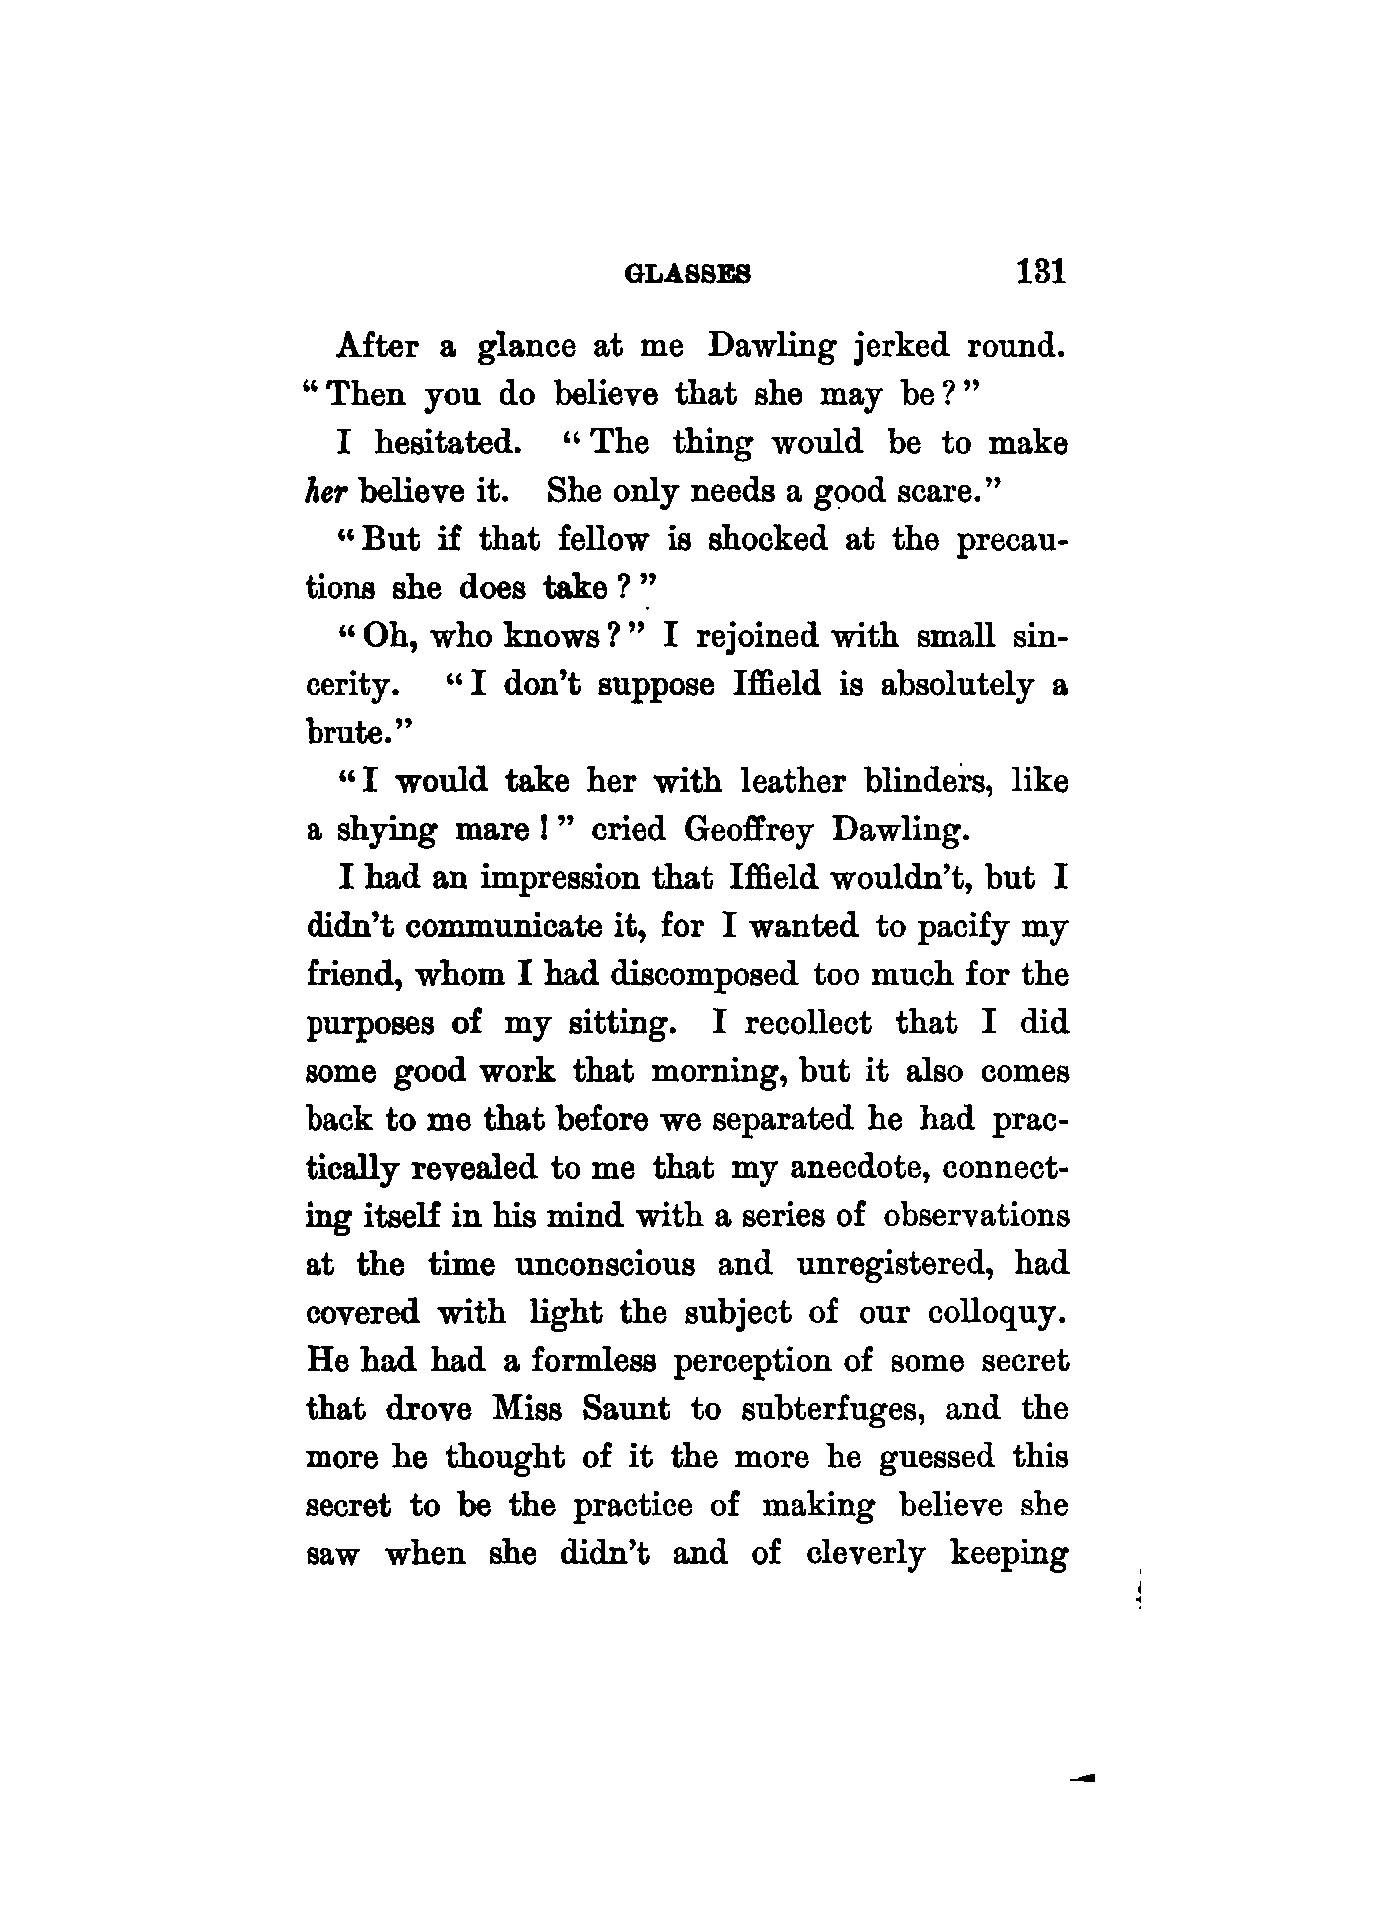 GLASSES 131
After a glance at me Dawling jerked round.
“Then you do believe that she may be?”
I hesitated. “The thing would be to make
her believe it. She only needs a good scare.”
“But if that fellow is shocked at the precau-
tions she does take?”
“Oh, who knows?” I rejoined with small sin-
cerity. “I don’t suppose Iffield is absolutely a
brute.”
“I would take her with leather blinders, like
a shying mare!” cried Geoffrey Dawling.
I had an impression that Iffield wouldn’t, but I
didn’t communicate it, for I wanted to pacify my
friend, whom I had discomposed too much for the
purposes of my sitting. I recollect that I did
some good work that morning, but it also comes
back to me that before we separated he had prac-
tically revealed to me that my anecdote, connect-
ing itself in his mind with a series of observations
at the time unconscious and unregistered, had
covered with light the subject of our colloquy.
He had had a formless perception of some secret
that drove Miss Saunt to subterfuges, and the
more he thought of it the more he guessed this
secret to be the practice of making believe she
saw when she didn’t and of cleverly keeping